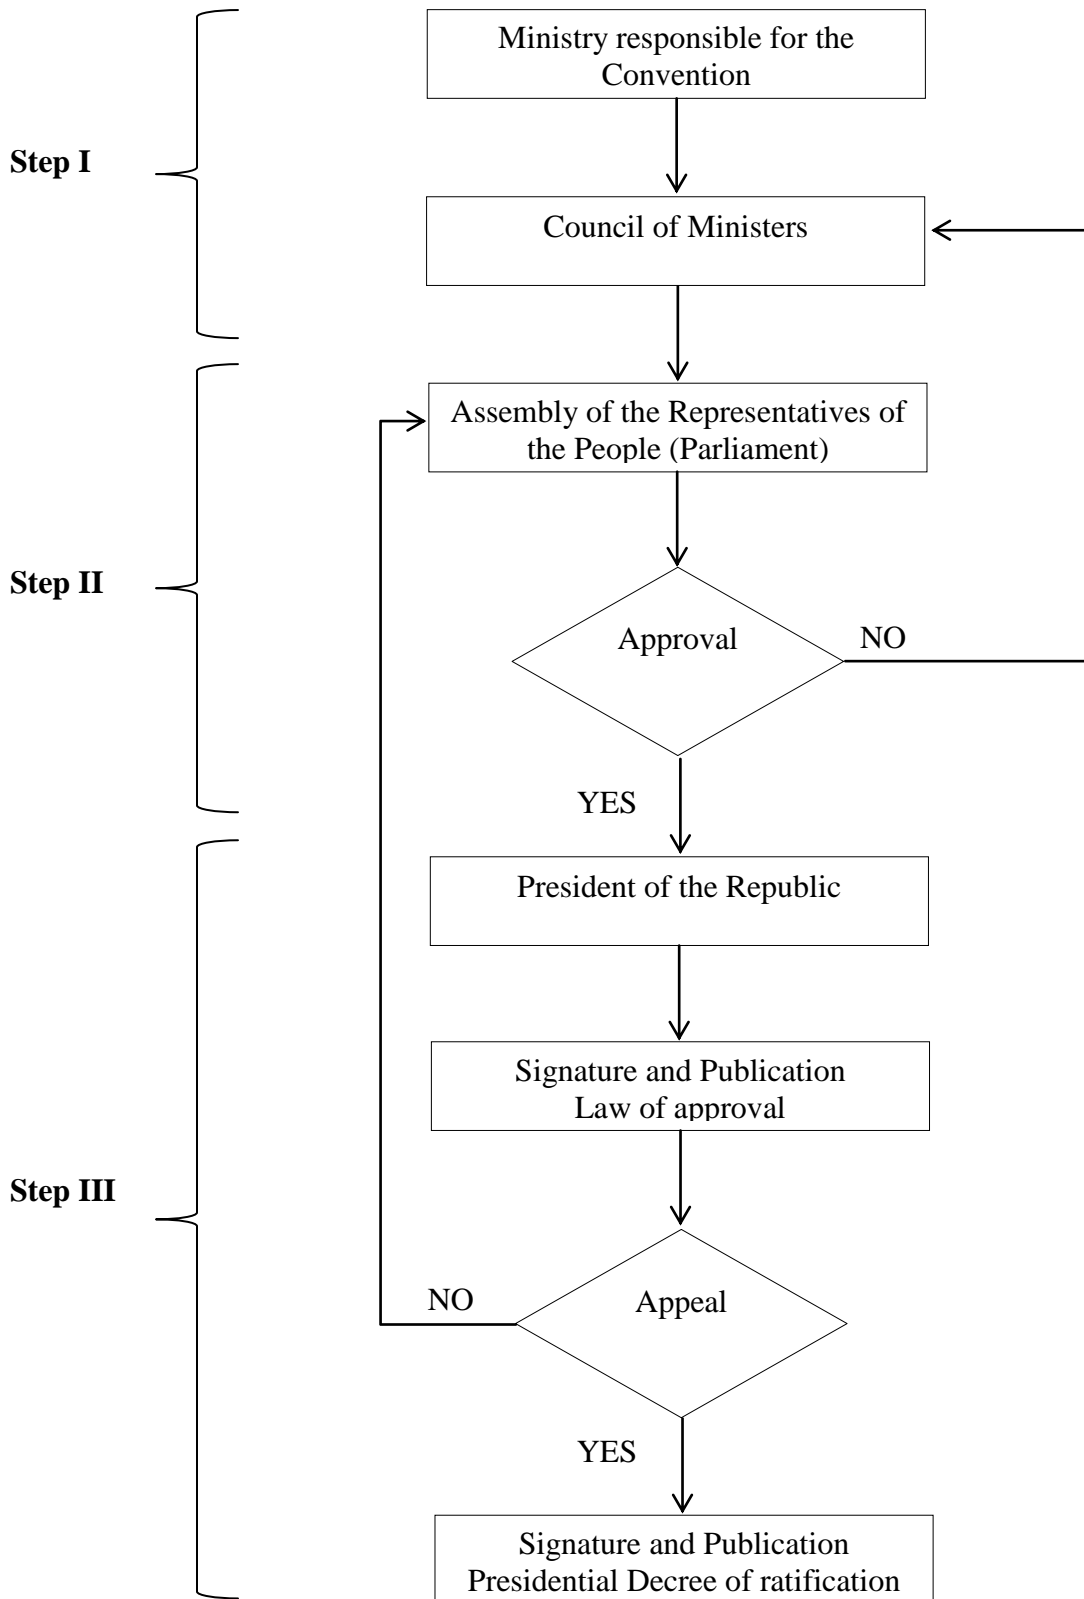 Ministry responsible for the
Convention
Step I
Council of Ministers
Assembly of the Representatives of
the People (Parliament)
Step II
Approval
NO
YES
President of the Republic
Signature and Publication
Law of approval
Step III
NO
Appeal
YES
Signature and Publication
Presidential Decree of ratification